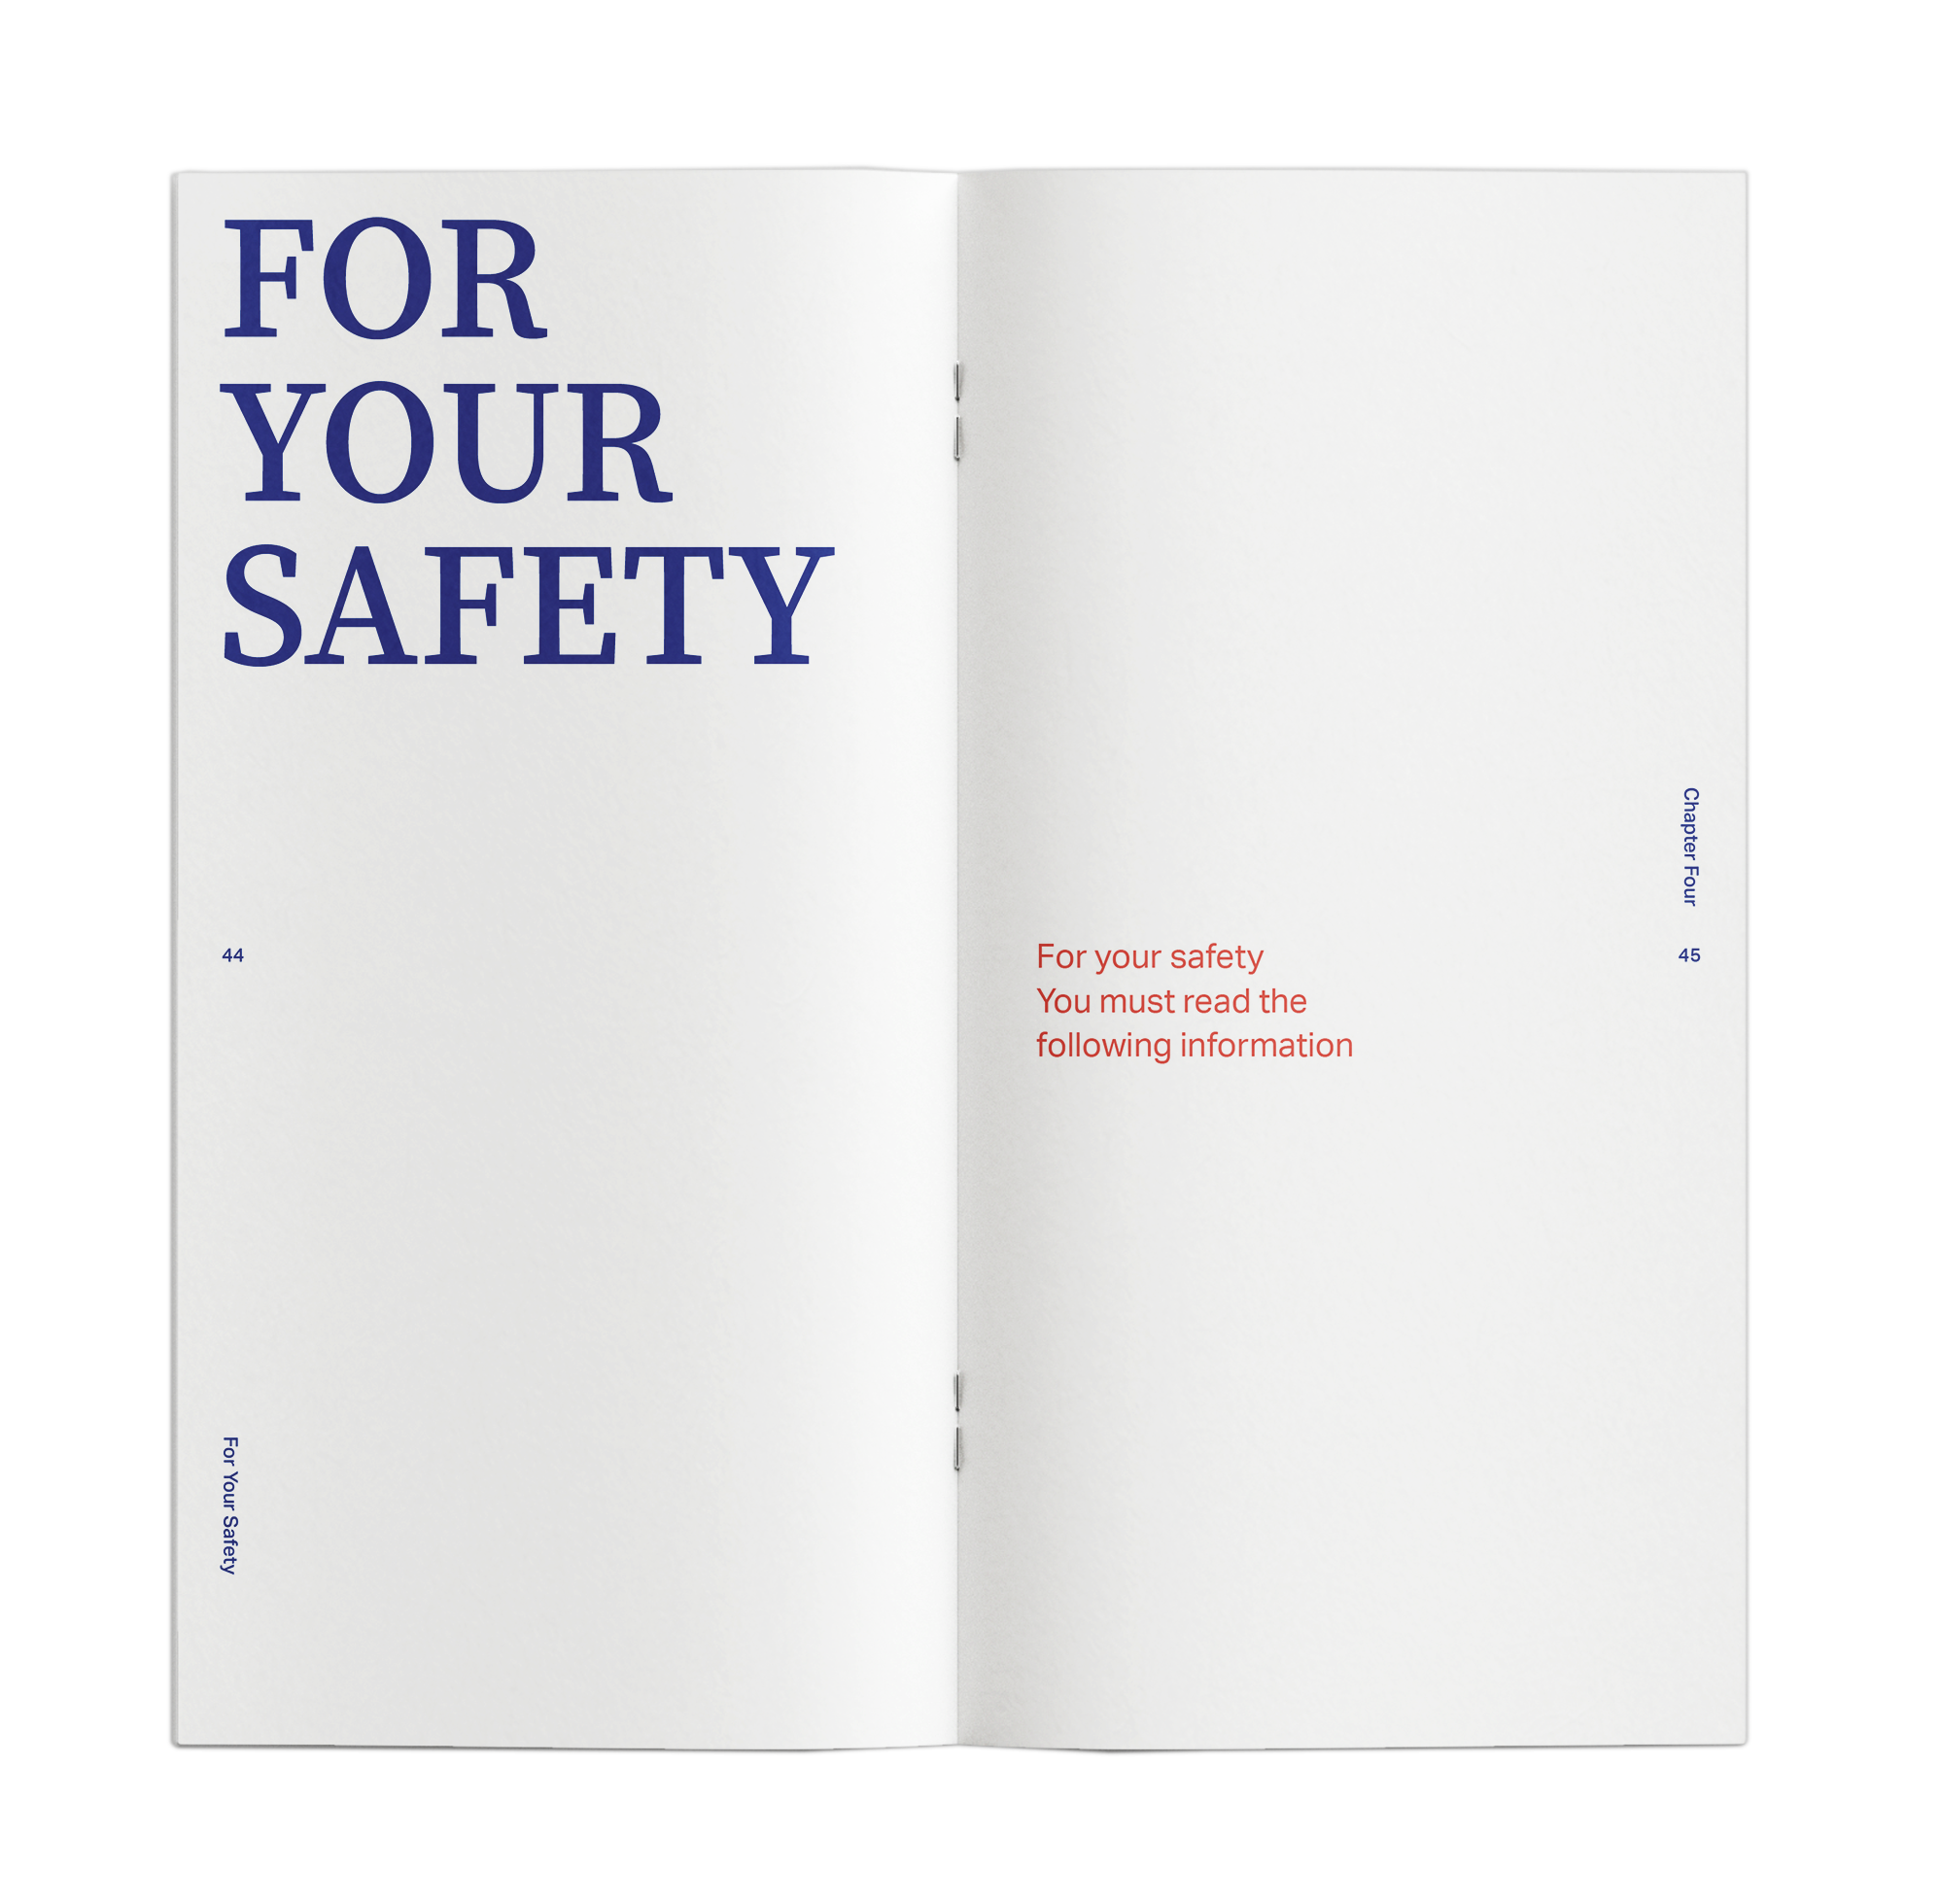 FOR
YOUR
SAFETY
44
For Your Safety
Chapter Four
45
For your safety
You must read the
following information